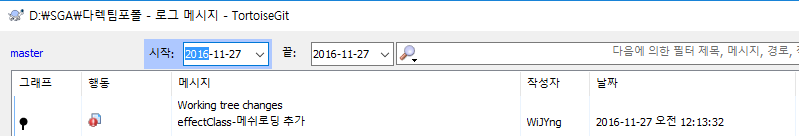 D:\SGA\다렉팀포폴 - 로그 메시지 - TortoiseGit
master 시작: 2016-11-27 끝: 2016-11-27 다음에 의한 필터 제목, 메시지, 경로,
그래프 행동 메시지 작성자 날짜
Working tree changes
effectClass-메쉬로딩 추가 WiJYng 2016-11-27 오전 12:13:32